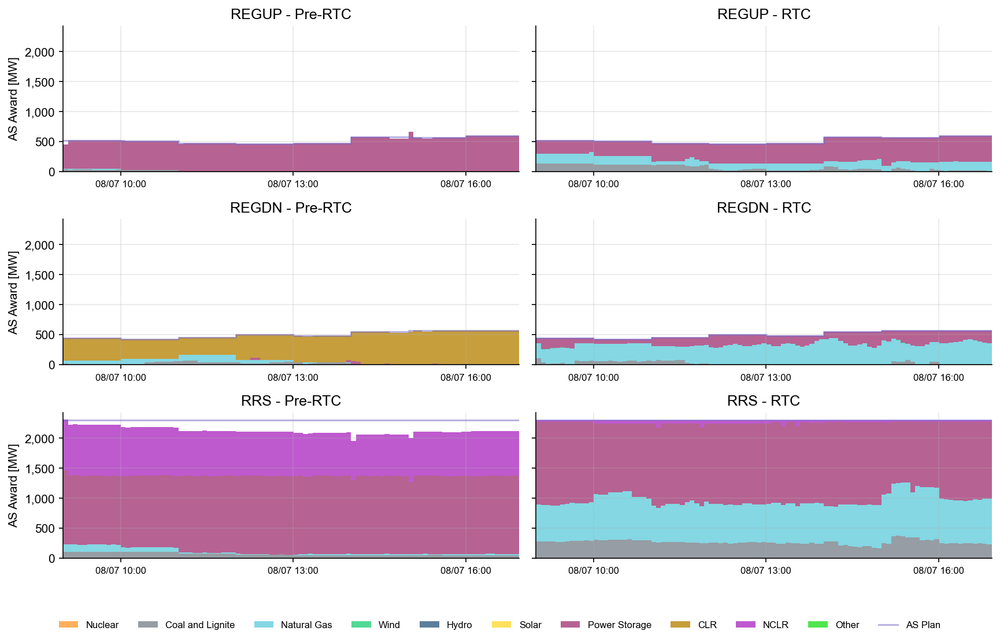 REGUP - Pre-RTC
REGUP - RTC
AS Award [MW]
2,000
1,500
1,000
500
0
08/07 10:00 08/07 13:00 08/07 16:00
08/07 10:00 08/07 13:00 08/07 16:00
REGDN - Pre-RTC
REGDN - RTC
AS Award [MW]
2,000
1,500
1,000
500
0
08/07 10:00 08/07 13:00 08/07 16:00
08/07 10:00 08/07 13:00 08/07 16:00
RRS - Pre-RTC
RRS - RTC
AS Award [MW]
2,000
1,500
1,000
500
0
08/07 10:00 08/07 13:00 08/07 16:00
08/07 10:00 08/07 13:00 08/07 16:00
Nuclear Coal and Lignite Natural Gas Wind Hydro Solar Power Storage CLR NCLR Other AS Plan